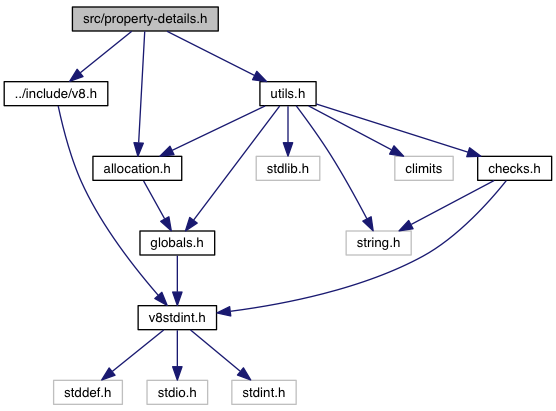 src/property-details.h
../include/v8.h
utils.h
allocation.h
stdlib.h
climits
checks.h
globals.h
string.h
v8stdint.h
stddef.h
stdio.h
stdint.h